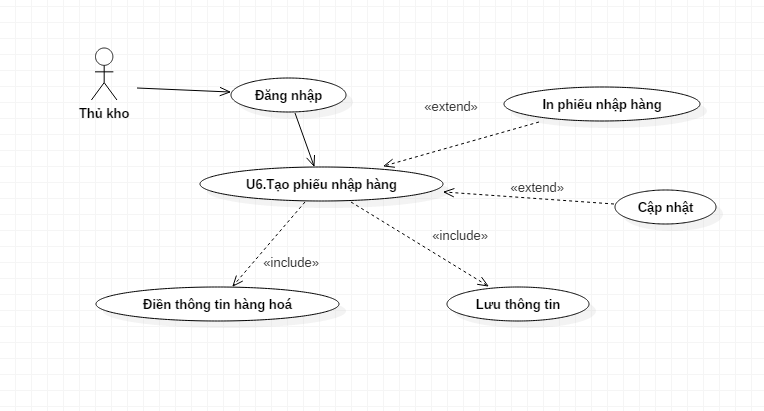 Thủ kho
Đăng nhập
«extend»
In phiếu nhập hàng
U6.Tạo phiếu nhập hàng
«extend»
Cập nhật
«include»
«include»
Điền thông tin hàng hoá
Lưu thông tin